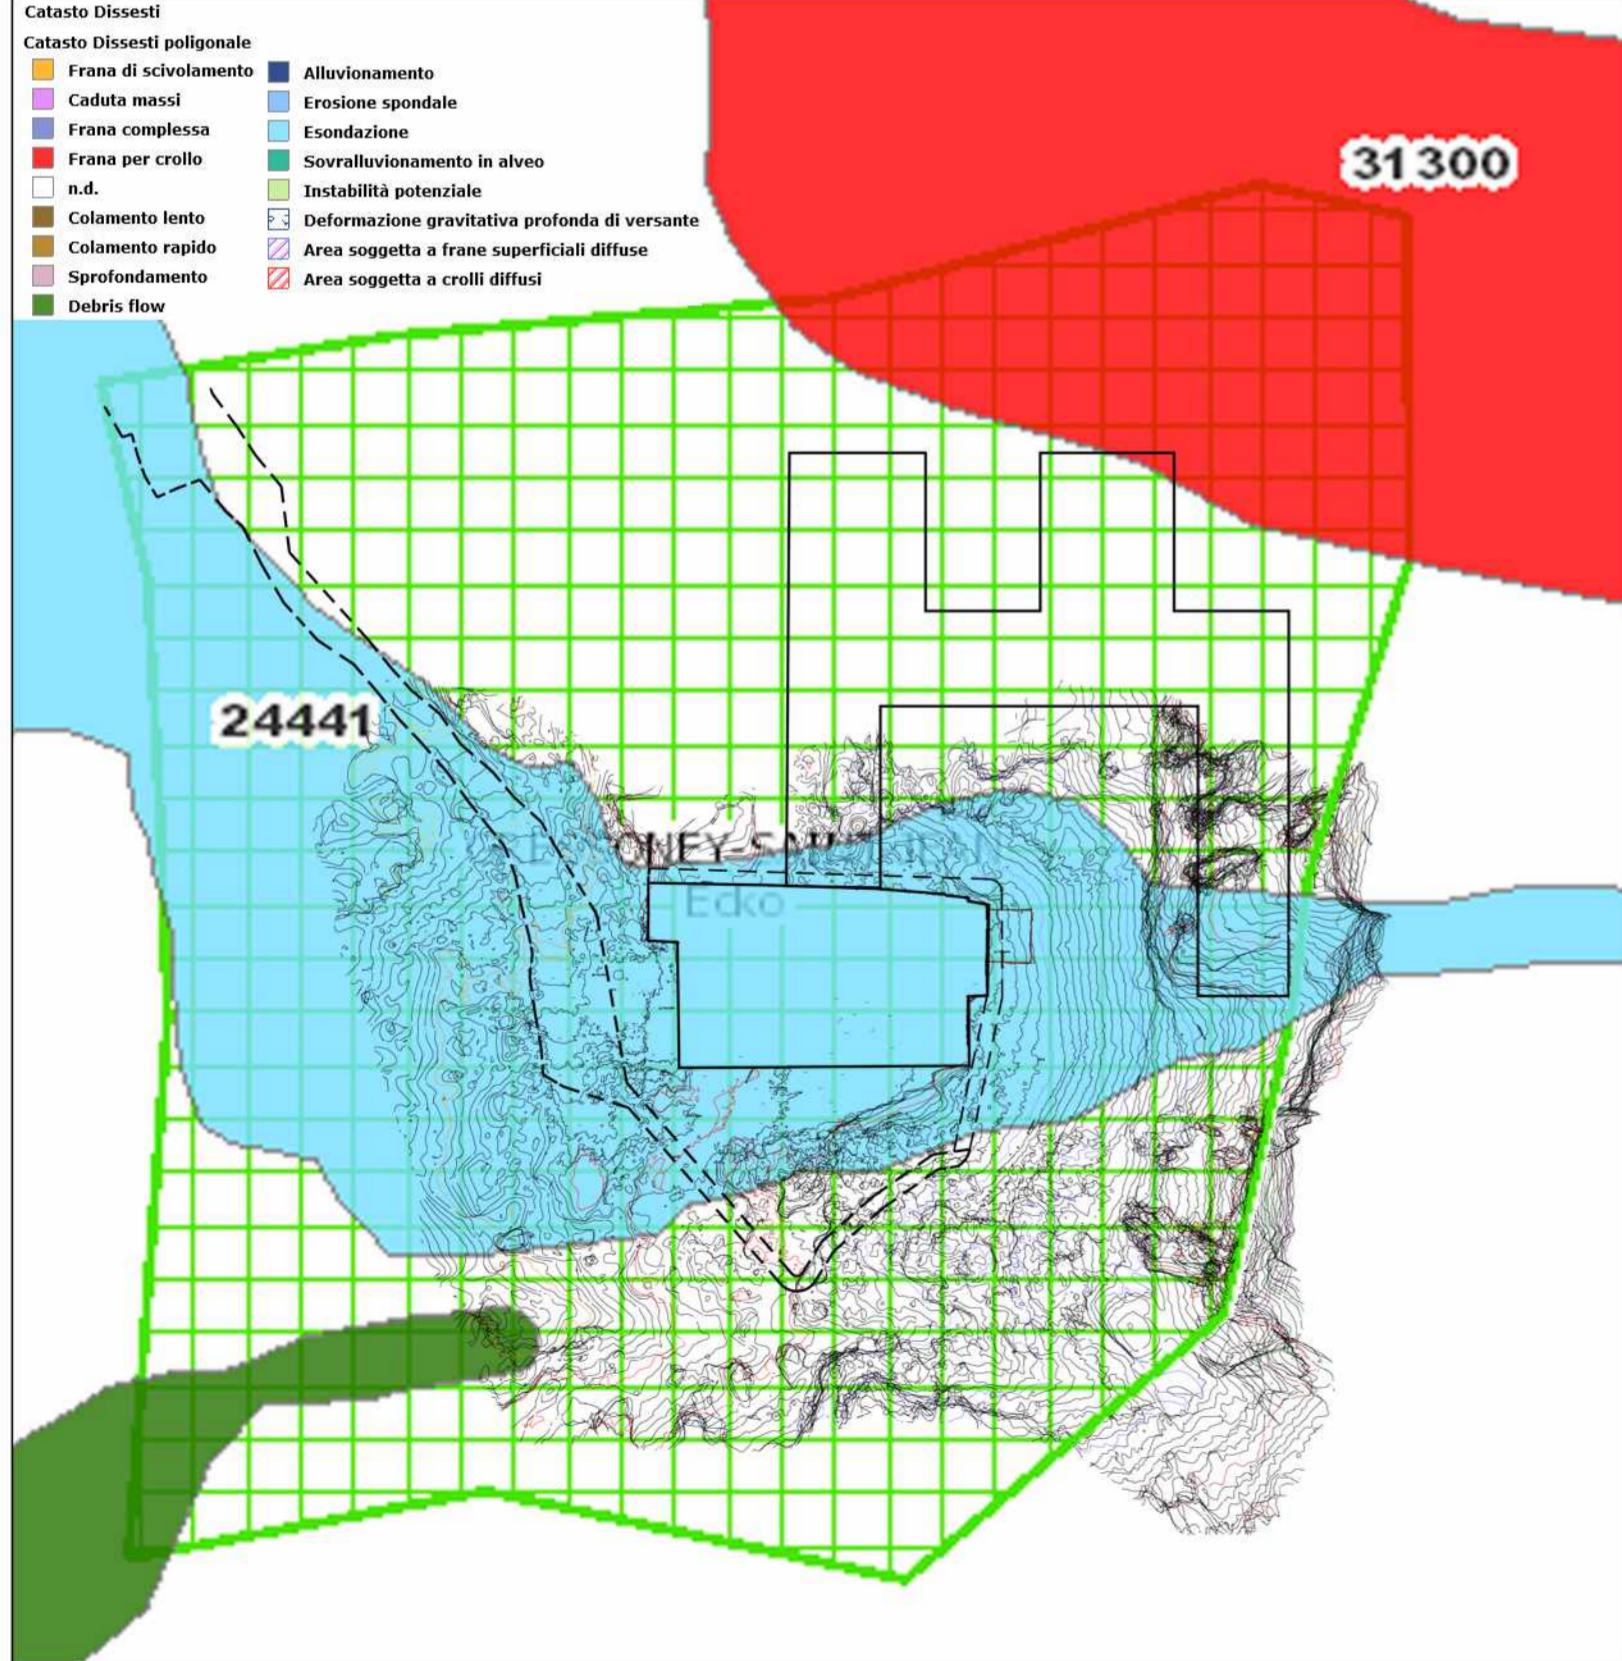 Catasto Dissesti
Catasto Dissesti poligonale
Frana di scivolamento
Caduta massi
Frana complessa
Frana per crollo
n.d.
Colamento lento
Colamento rapido
Sprofondamento
Debris flow
Alluvionamento
Erosione spondale
Esondazione
Sovralluvionamento in alveo
Instabilità potenziale
Deformazione gravitativa profonda di versante
Area soggetta a frane superficiali diffuse
Area soggetta a crolli diffusi
31300
24441
Ecko